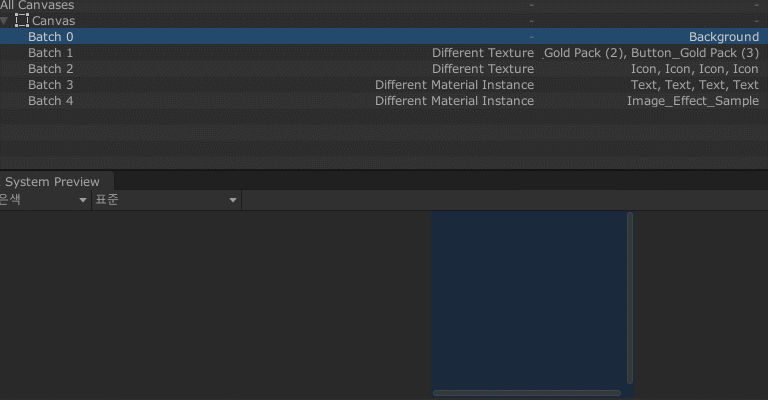 All Canvases - -
Canvas - -
Batch 0 - Background
Batch 1 Different Texture _Gold Pack (2), Button_Gold Pack (3)
Batch 2 Different Texture Icon, Icon, Icon, Icon
Batch 3 Different Material Instance Text, Text, Text, Text
Batch 4 Different Material Instance Image_Effect_Sample
System Preview
은색 표준